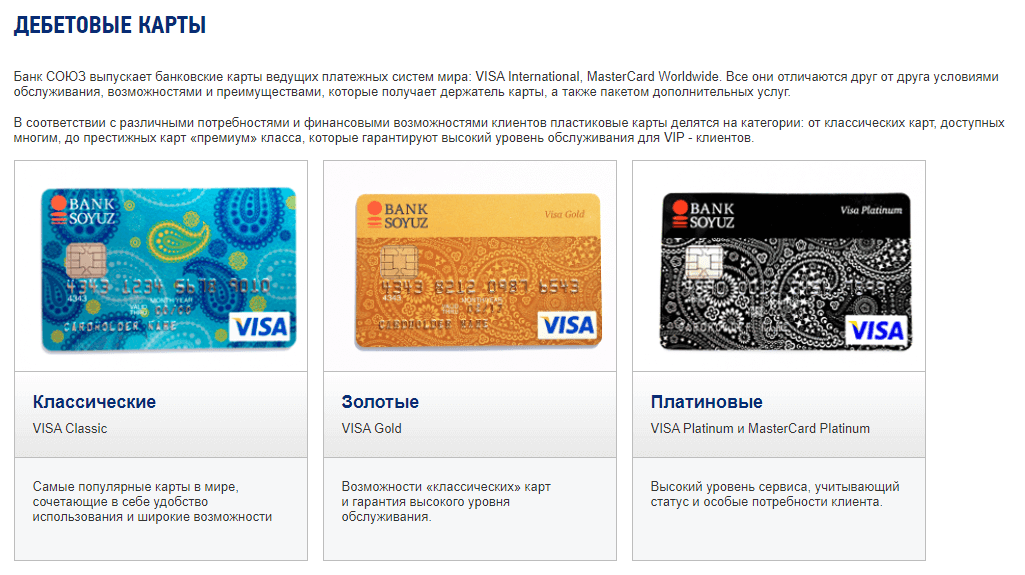 ДЕБЕТОВЫЕ КАРТЫ
Банк СОЮЗ выпускает банковские карты ведущих платежных систем мира: VISA International, MasterCard Worldwide. Все они отличаются друг от друга условиями
обслуживания, возможностями и преимуществами, которые получает держатель карты, а также пакетом дополнительных услуг.
В соответствии с различными потребностями и финансовыми возможностями клиентов пластиковые карты делятся на категории: от классических карт, доступных
многим, до престижных карт «премиум» класса, которые гарантируют высокий уровень обслуживания для VIP - клиентов.
BANK
SOYUZ
4343 1234 5678 9010
4343
MONTH/YEAR
CARDHOLDER NAME
VISA
BANK
SOYUZ
Visa Gold
4343 8212 0987 6543
4343
CARDHOLDER NAME
VISA
BANK
SOYUZ
Visa Platinum
CARDHOLDER NAME
VISA
Классические
VISA Classic
Самые популярные карты в мире,
сочетающие в себе удобство
использования и широкие возможности
Золотые
VISA Gold
Возможности «классических» карт
и гарантия высокого уровня
обслуживания.
Платиновые
VISA Platinum и MasterCard Platinum
Высокий уровень сервиса, учитывающий
статус и особые потребности клиента.